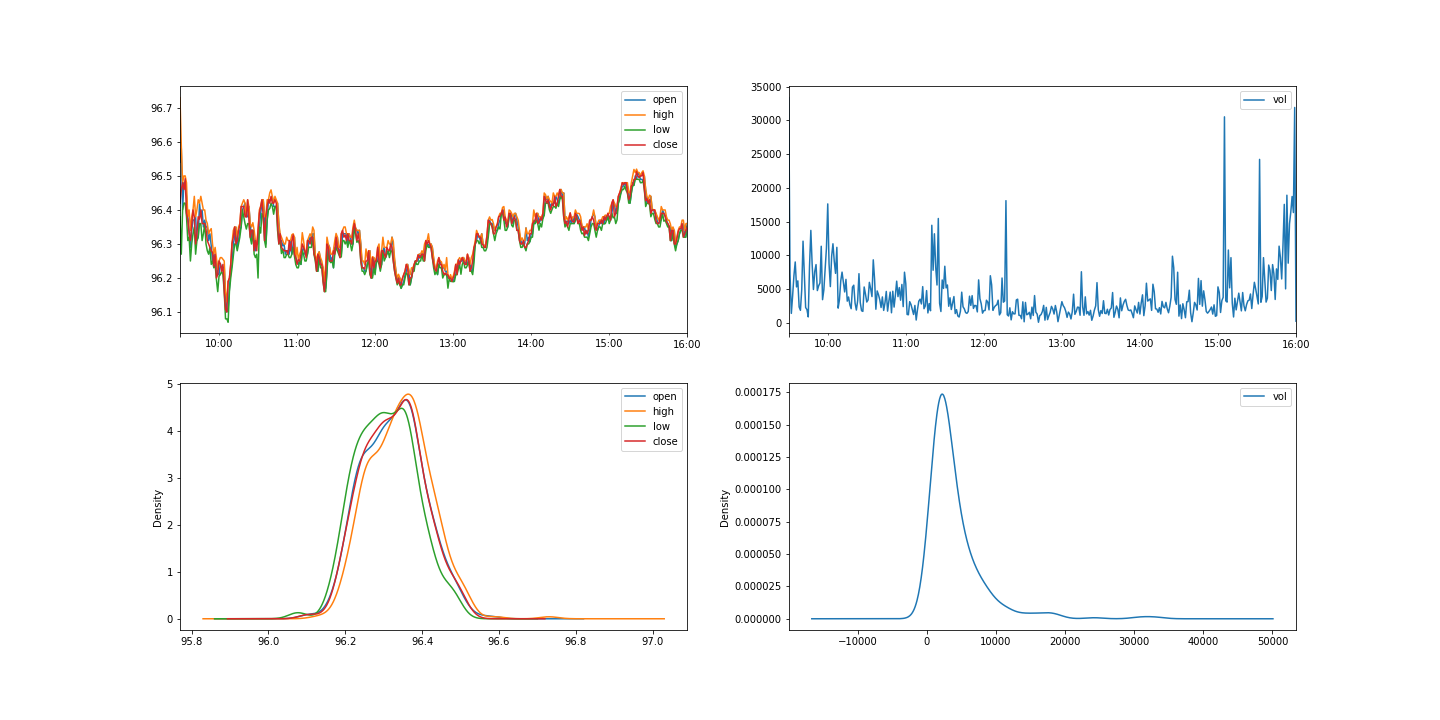 96.7
96.6
96.5
96.4
96.3
96.2
96.1
10:00 11:00 12:00 13:00 14:00 15:00 16:00
open
high
low
close
35000
30000
25000
20000
15000
10000
5000
0
10:00 11:00 12:00 13:00 14:00 15:00 16:00
vol
Density
5
4
3
2
1
0
95.8 96.0 96.2 96.4 96.6 96.8 97.0
open
high
low
close
Density
0.000175
0.000150
0.000125
0.000100
0.000075
0.000050
0.000025
0.000000
−10000 0 10000 20000 30000 40000 50000
vol